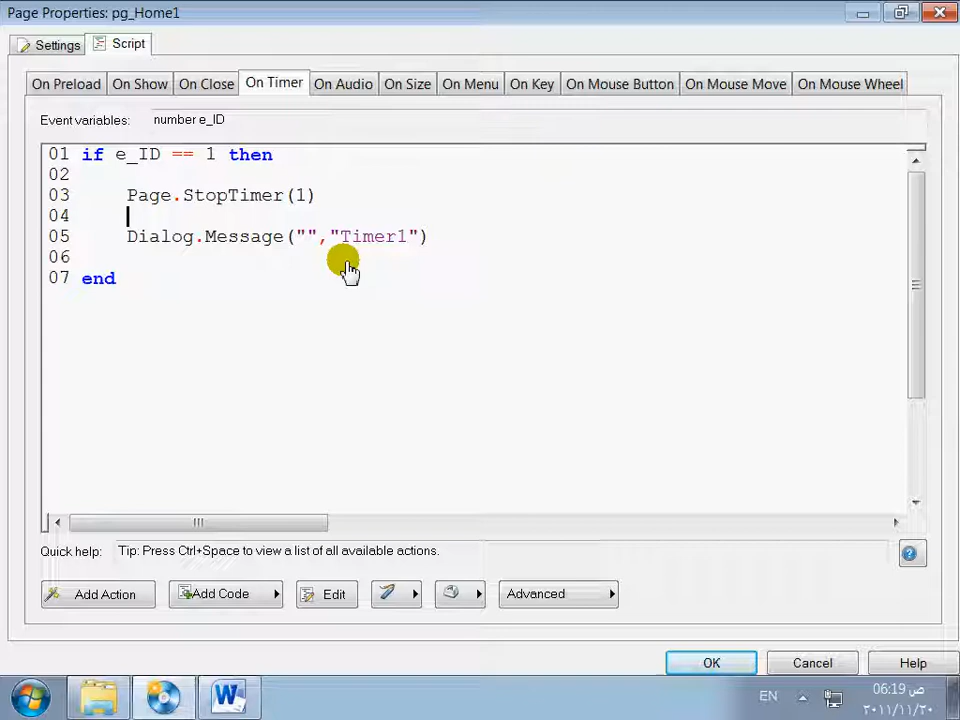 Page Properties: pg_Home1
Settings
Script
On Preload
On Show
On Close
On Timer
On Audio
On Size
On Menu
On Key
On Mouse Button
On Mouse Move
On Mouse Wheel
Event variables: number e_ID
01 if e_ID == 1 then
02
03 Page.StopTimer(1)
04
05 Dialog.Message("","Timer1")
06
07 end
Quick help: Tip: Press Ctrl+Space to view a list of all available actions.
Add Action
Add Code
Edit
Advanced
OK
Cancel
Help
EN
06:19 ص
٢٠١١/١١/٢٠